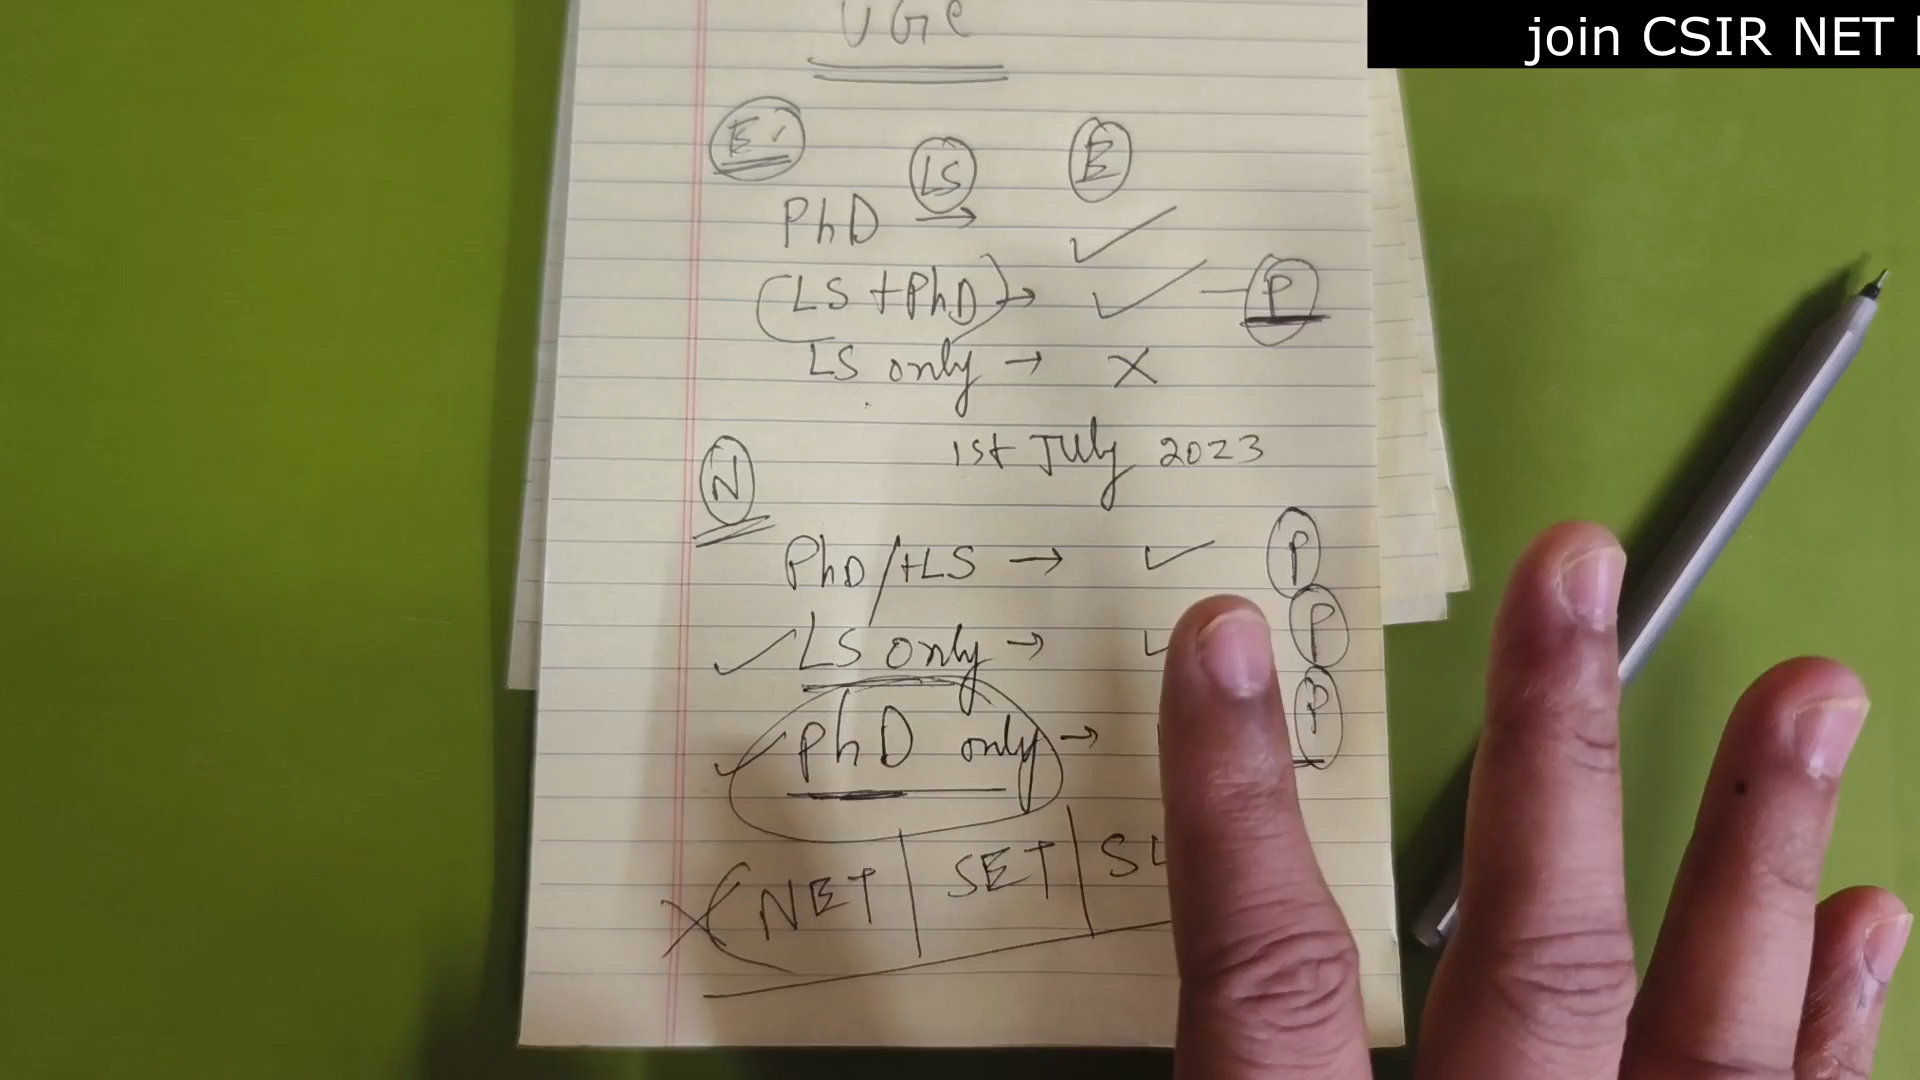 join CSIR NET
UGC
E
LS
E
PhD → ✓
(LS + PhD) → ✓ — P
LS only → X
1st July 2023
N
PhD/+LS → ✓ P
✓ LS only → ✓ P
✓ PhD only → P
X (NET | SET | SL